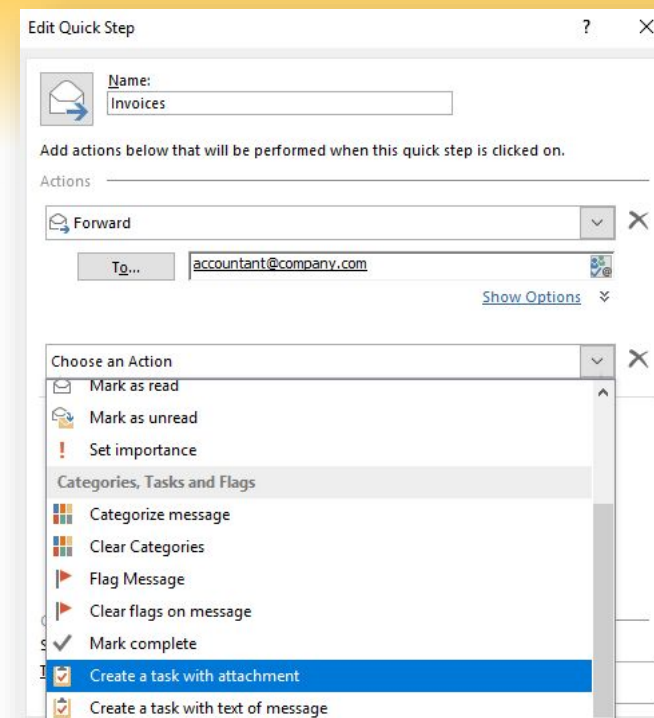 Edit Quick Step ?
Name:
Invoices
Add actions below that will be performed when this quick step is clicked on.
Actions
Forward
To... accountant@company.com
Show Options
Choose an Action
Mark as read
Mark as unread
Set importance
Categories, Tasks and Flags
Categorize message
Clear Categories
Flag Message
Clear flags on message
Mark complete
Create a task with attachment
Create a task with text of message